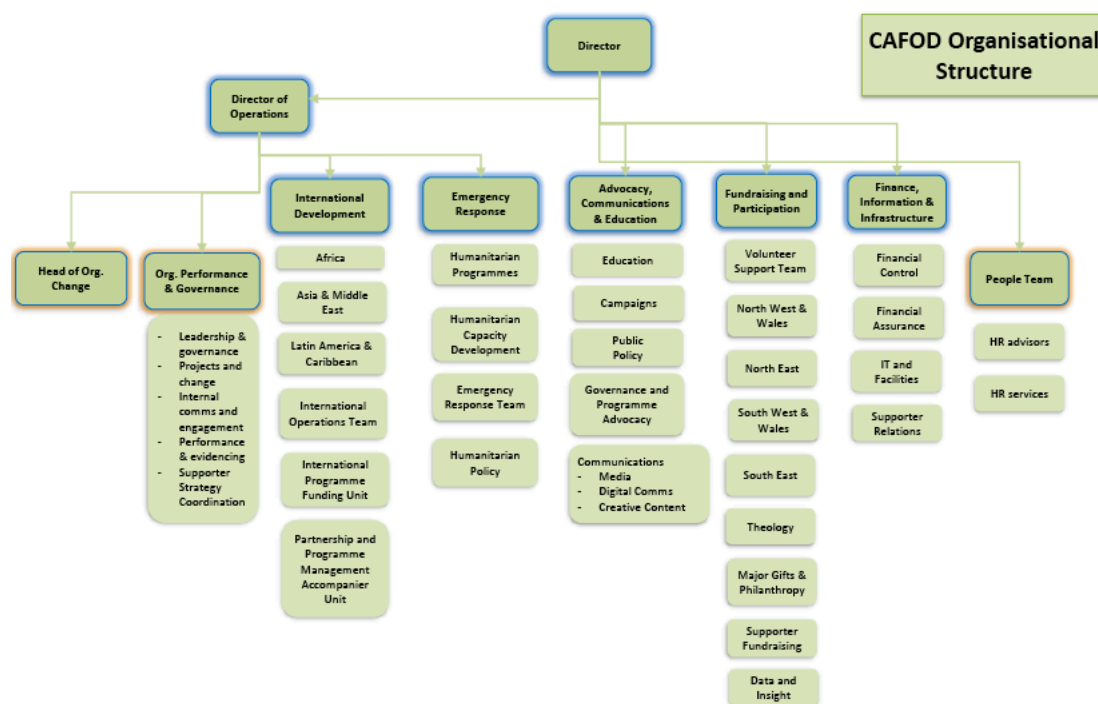 CAFOD Organisational
Structure
Director
Director of
Operations
Head of Org.
Change
Org. Performance
& Governance
- Leadership &
governance
- Projects and
change
- Internal
comms and
engagement
- Performance
& evidencing
- Supporter
Strategy
Coordination
International
Development
Africa
Asia & Middle
East
Latin America &
Caribbean
International
Operations Team
International
Programme
Funding Unit
Partnership and
Programme
Management
Accompanier
Unit
Emergency
Response
Humanitarian
Programmes
Humanitarian
Capacity
Development
Emergency
Response Team
Humanitarian
Policy
Advocacy,
Communications
& Education
Education
Campaigns
Public
Policy
Governance and
Programme
Advocacy
Communications
- Media
- Digital Comms
- Creative Content
Fundraising and
Participation
Volunteer
Support Team
North West &
Wales
North East
South West &
Wales
South East
Theology
Major Gifts &
Philanthropy
Supporter
Fundraising
Data and
Insight
Finance,
Information &
Infrastructure
Financial
Control
Financial
Assurance
IT and
Facilities
Supporter
Relations
People Team
HR advisors
HR services